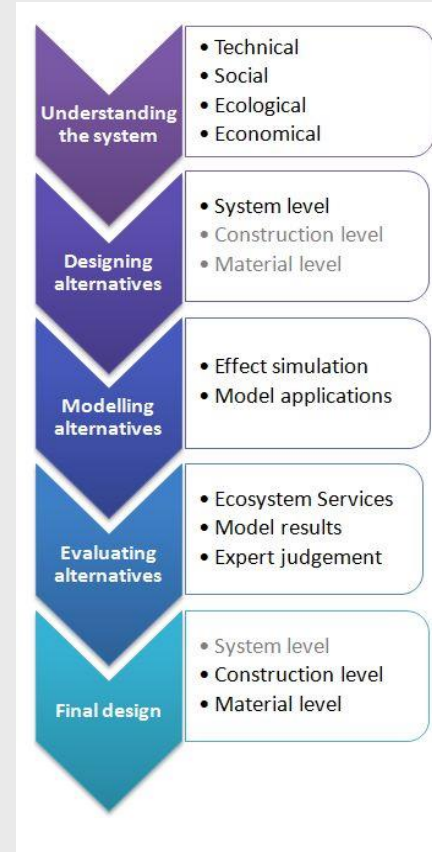 Understanding
the system
• Technical
• Social
• Ecological
• Economical
Designing
alternatives
• System level
• Construction level
• Material level
Modelling
alternatives
• Effect simulation
• Model applications
Evaluating
alternatives
• Ecosystem Services
• Model results
• Expert judgement
Final design
• System level
• Construction level
• Material level